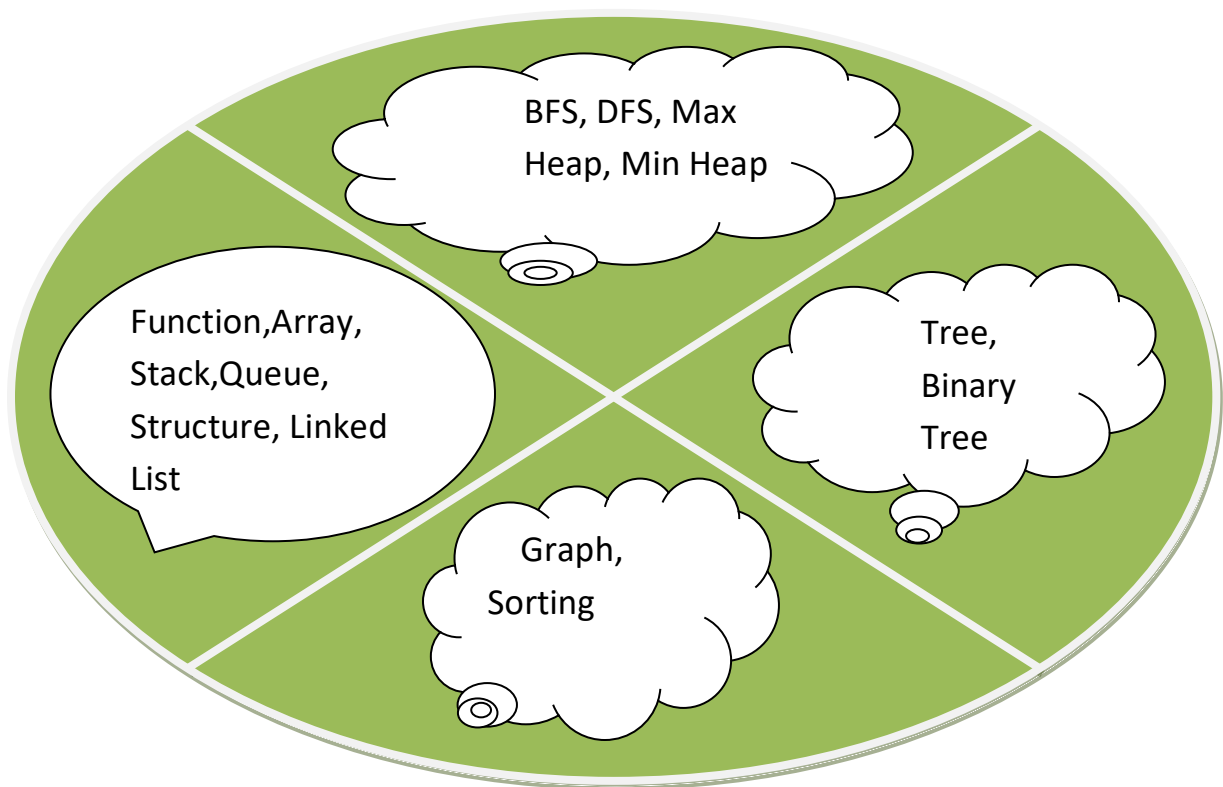 BFS, DFS, Max
Heap, Min Heap
Function,Array,
Stack,Queue,
Structure, Linked
List
Tree,
Binary
Tree
Graph,
Sorting